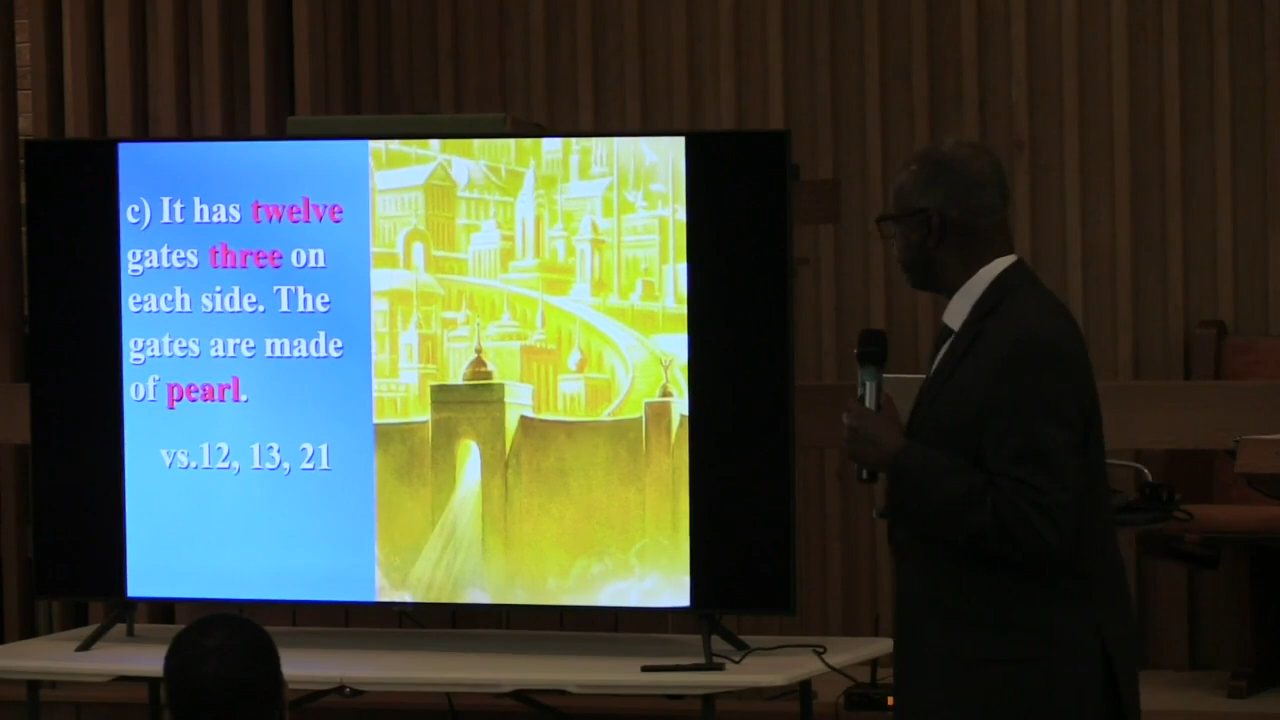 c) It has twelve
gates three on
each side. The
gates are made
of pearl.
vs.12, 13, 21